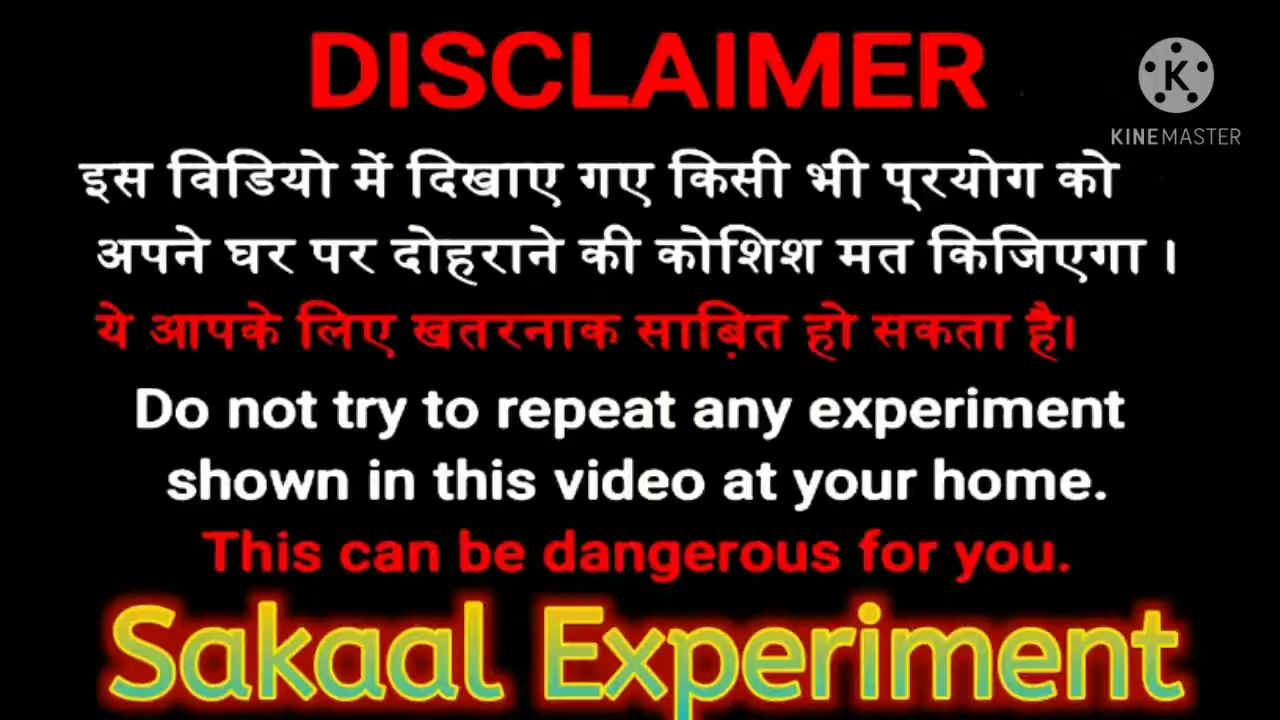 DISCLAIMER
KINEMASTER
इस विडियो में दिखाए गए किसी भी प्रयोग को
अपने घर पर दोहराने की कोशिश मत किजिएगा ।
ये आपके लिए खतरनाक साब़ित हो सकता है।
Do not try to repeat any experiment
shown in this video at your home.
This can be dangerous for you.
Sakaal Experiment